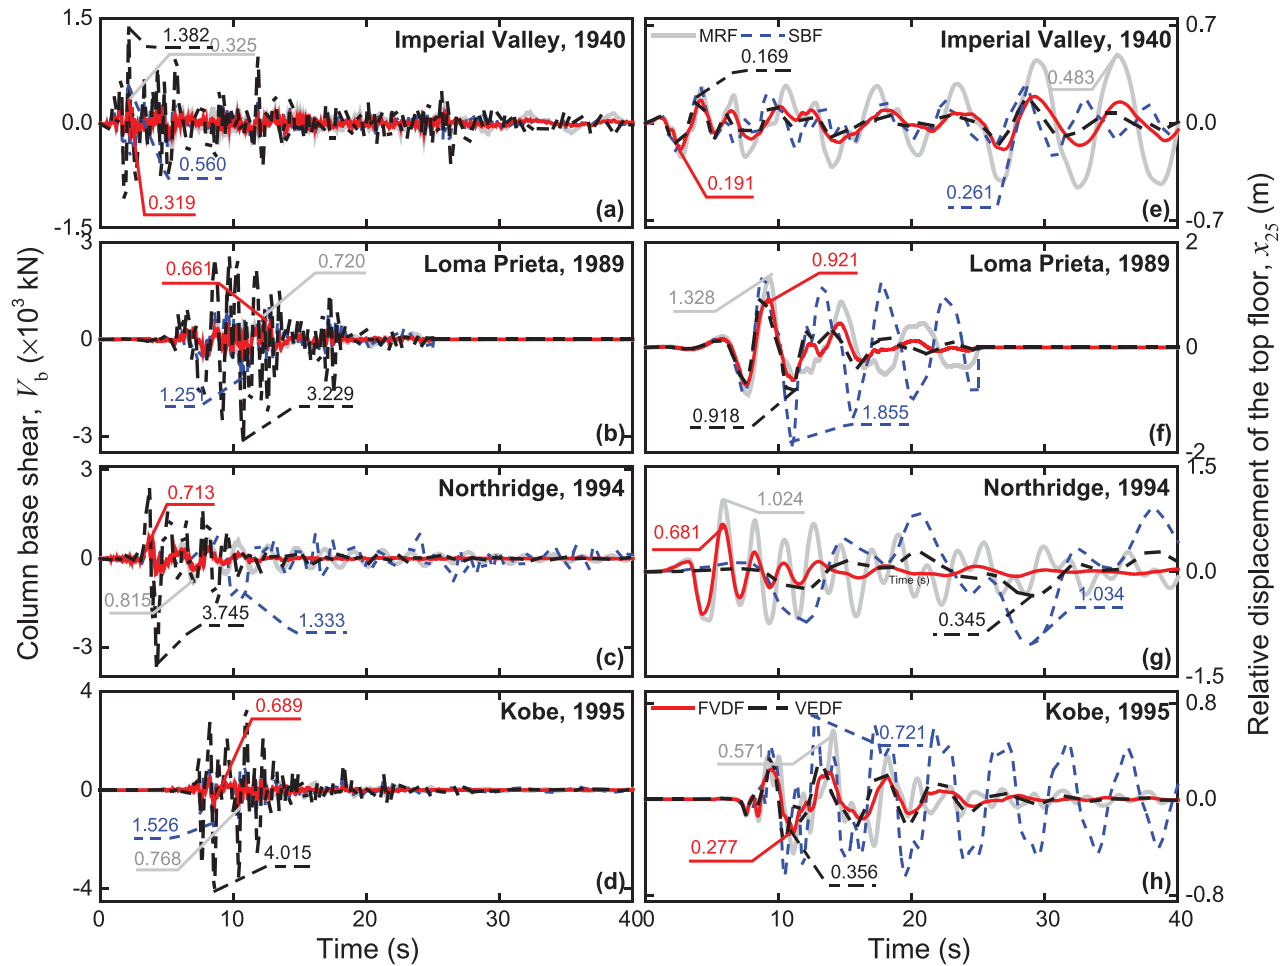 Column base shear, V_b (×10³ kN)
1.5
0.0
-1.5
1.382
0.325
Imperial Valley, 1940
0.560
0.319
(a)
3
0
-3
0.661
0.720
Loma Prieta, 1989
1.251
3.229
(b)
3
0
-3
0.713
Northridge, 1994
0.815
3.745
1.333
(c)
4
0
-4
0.689
Kobe, 1995
1.526
0.768
4.015
(d)
0
10
20
30
40
Time (s)
MRF
SBF
Imperial Valley, 1940
0.169
0.483
0.191
0.261
(e)
0.7
0.0
-0.7
0.921
Loma Prieta, 1989
1.328
0.918
1.855
(f)
2
0
-2
Northridge, 1994
1.024
0.681
Time (s)
0.345
1.034
(g)
1.5
0.0
-1.5
FVDF
VEDF
Kobe, 1995
0.571
0.721
0.277
0.356
(h)
0.8
0.0
-0.8
0
10
20
30
40
Time (s)
Relative displacement of the top floor, x_25 (m)